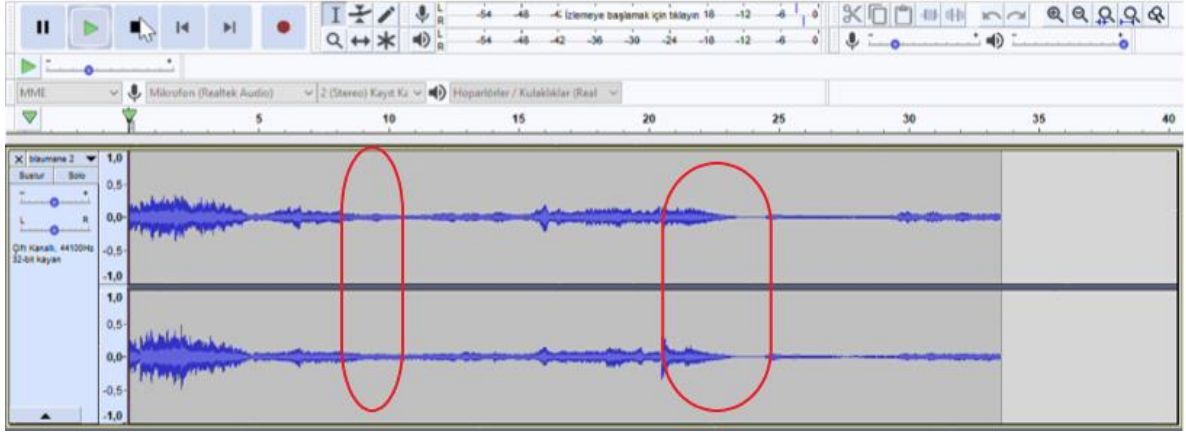 L R -54 -48 İzlemeye başlamak için tıklayın 18 -12 -6 0
L R -54 -48 -42 -36 -30 -24 -18 -12 -6 0
- +
MME Mikrofon (Realtek Audio) 2 (Stereo) Kayıt Ka Hoparlörler / Kulaklıklar (Real
5 10 15 20 25 30 35 40
X blaumana 2
Sustur Solo
- +
L R
Çift Kanallı, 44100Hz
32-bit kayan
1,0
0,5
0,0
-0,5
-1,0
1,0
0,5
0,0
-0,5
-1,0